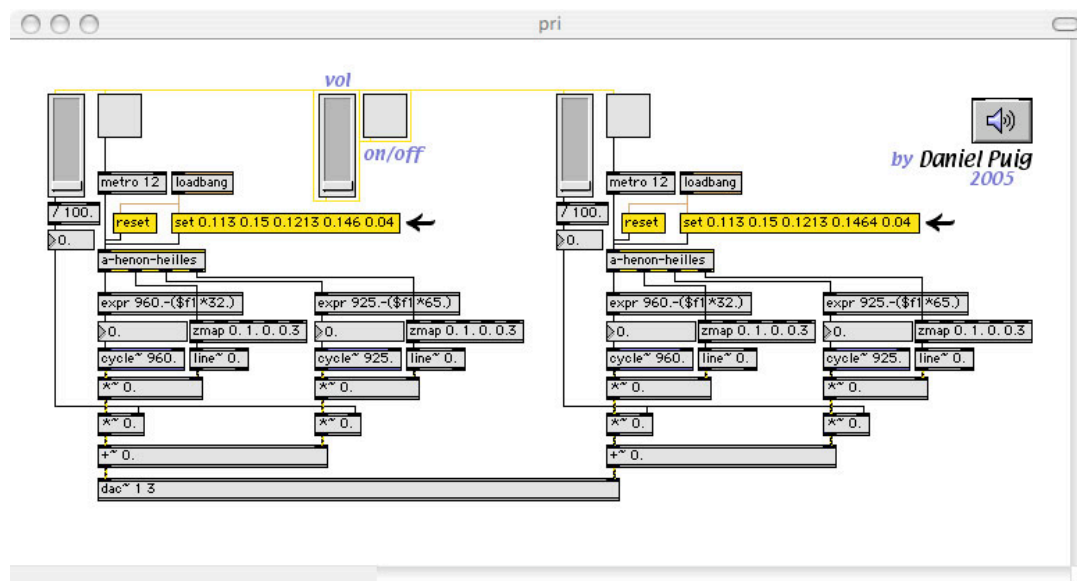 pri
vol
on/off
by Daniel Puig
2005
metro 12 loadbang
metro 12 loadbang
/ 100. reset set 0.113 0.15 0.1213 0.146 0.04
/ 100. reset set 0.113 0.15 0.1213 0.1464 0.04
0.
0.
a-henon-heilles
a-henon-heilles
expr 960.-($f1*32.) expr 925.-($f1*65.)
expr 960.-($f1*32.) expr 925.-($f1*65.)
0. zmap 0. 1. 0. 0.3 0. zmap 0. 1. 0. 0.3
0. zmap 0. 1. 0. 0.3 0. zmap 0. 1. 0. 0.3
cycle~ 960. line~ 0. cycle~ 925. line~ 0.
cycle~ 960. line~ 0. cycle~ 925. line~ 0.
*~ 0. *~ 0.
*~ 0. *~ 0.
*~ 0. *~ 0.
*~ 0. *~ 0.
+~ 0.
+~ 0.
dac~ 1 3